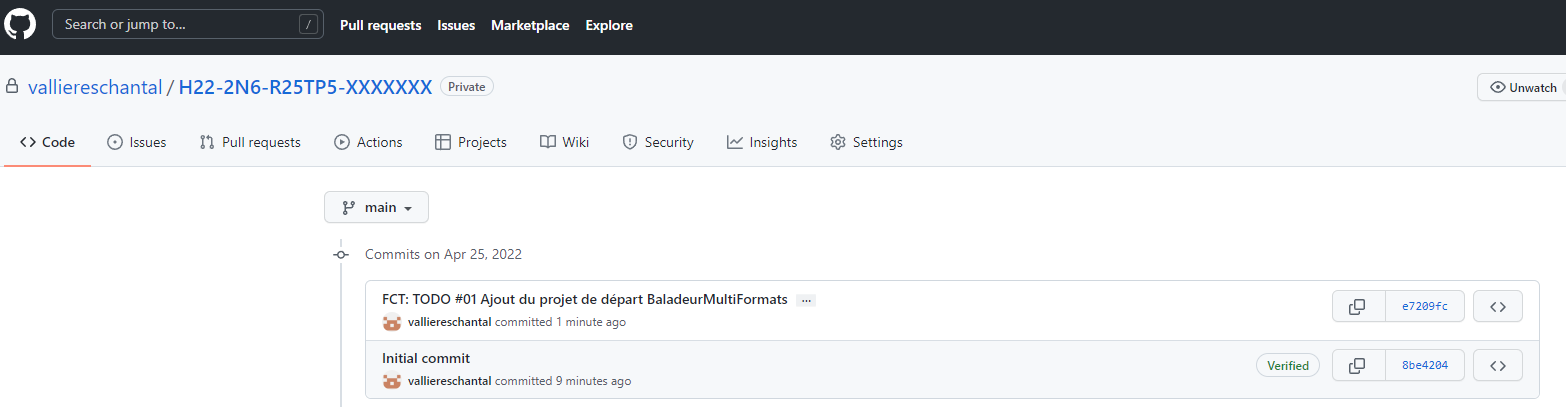 Search or jump to... /
Pull requests Issues Marketplace Explore
valliereschantal / H22-2N6-R25TP5-XXXXXXX Private
Unwatch
Code Issues Pull requests Actions Projects Wiki Security Insights Settings
main
Commits on Apr 25, 2022
FCT: TODO #01 Ajout du projet de départ BaladeurMultiFormats ...
valliereschantal committed 1 minute ago
e7209fc
Initial commit
valliereschantal committed 9 minutes ago
Verified
8be4204